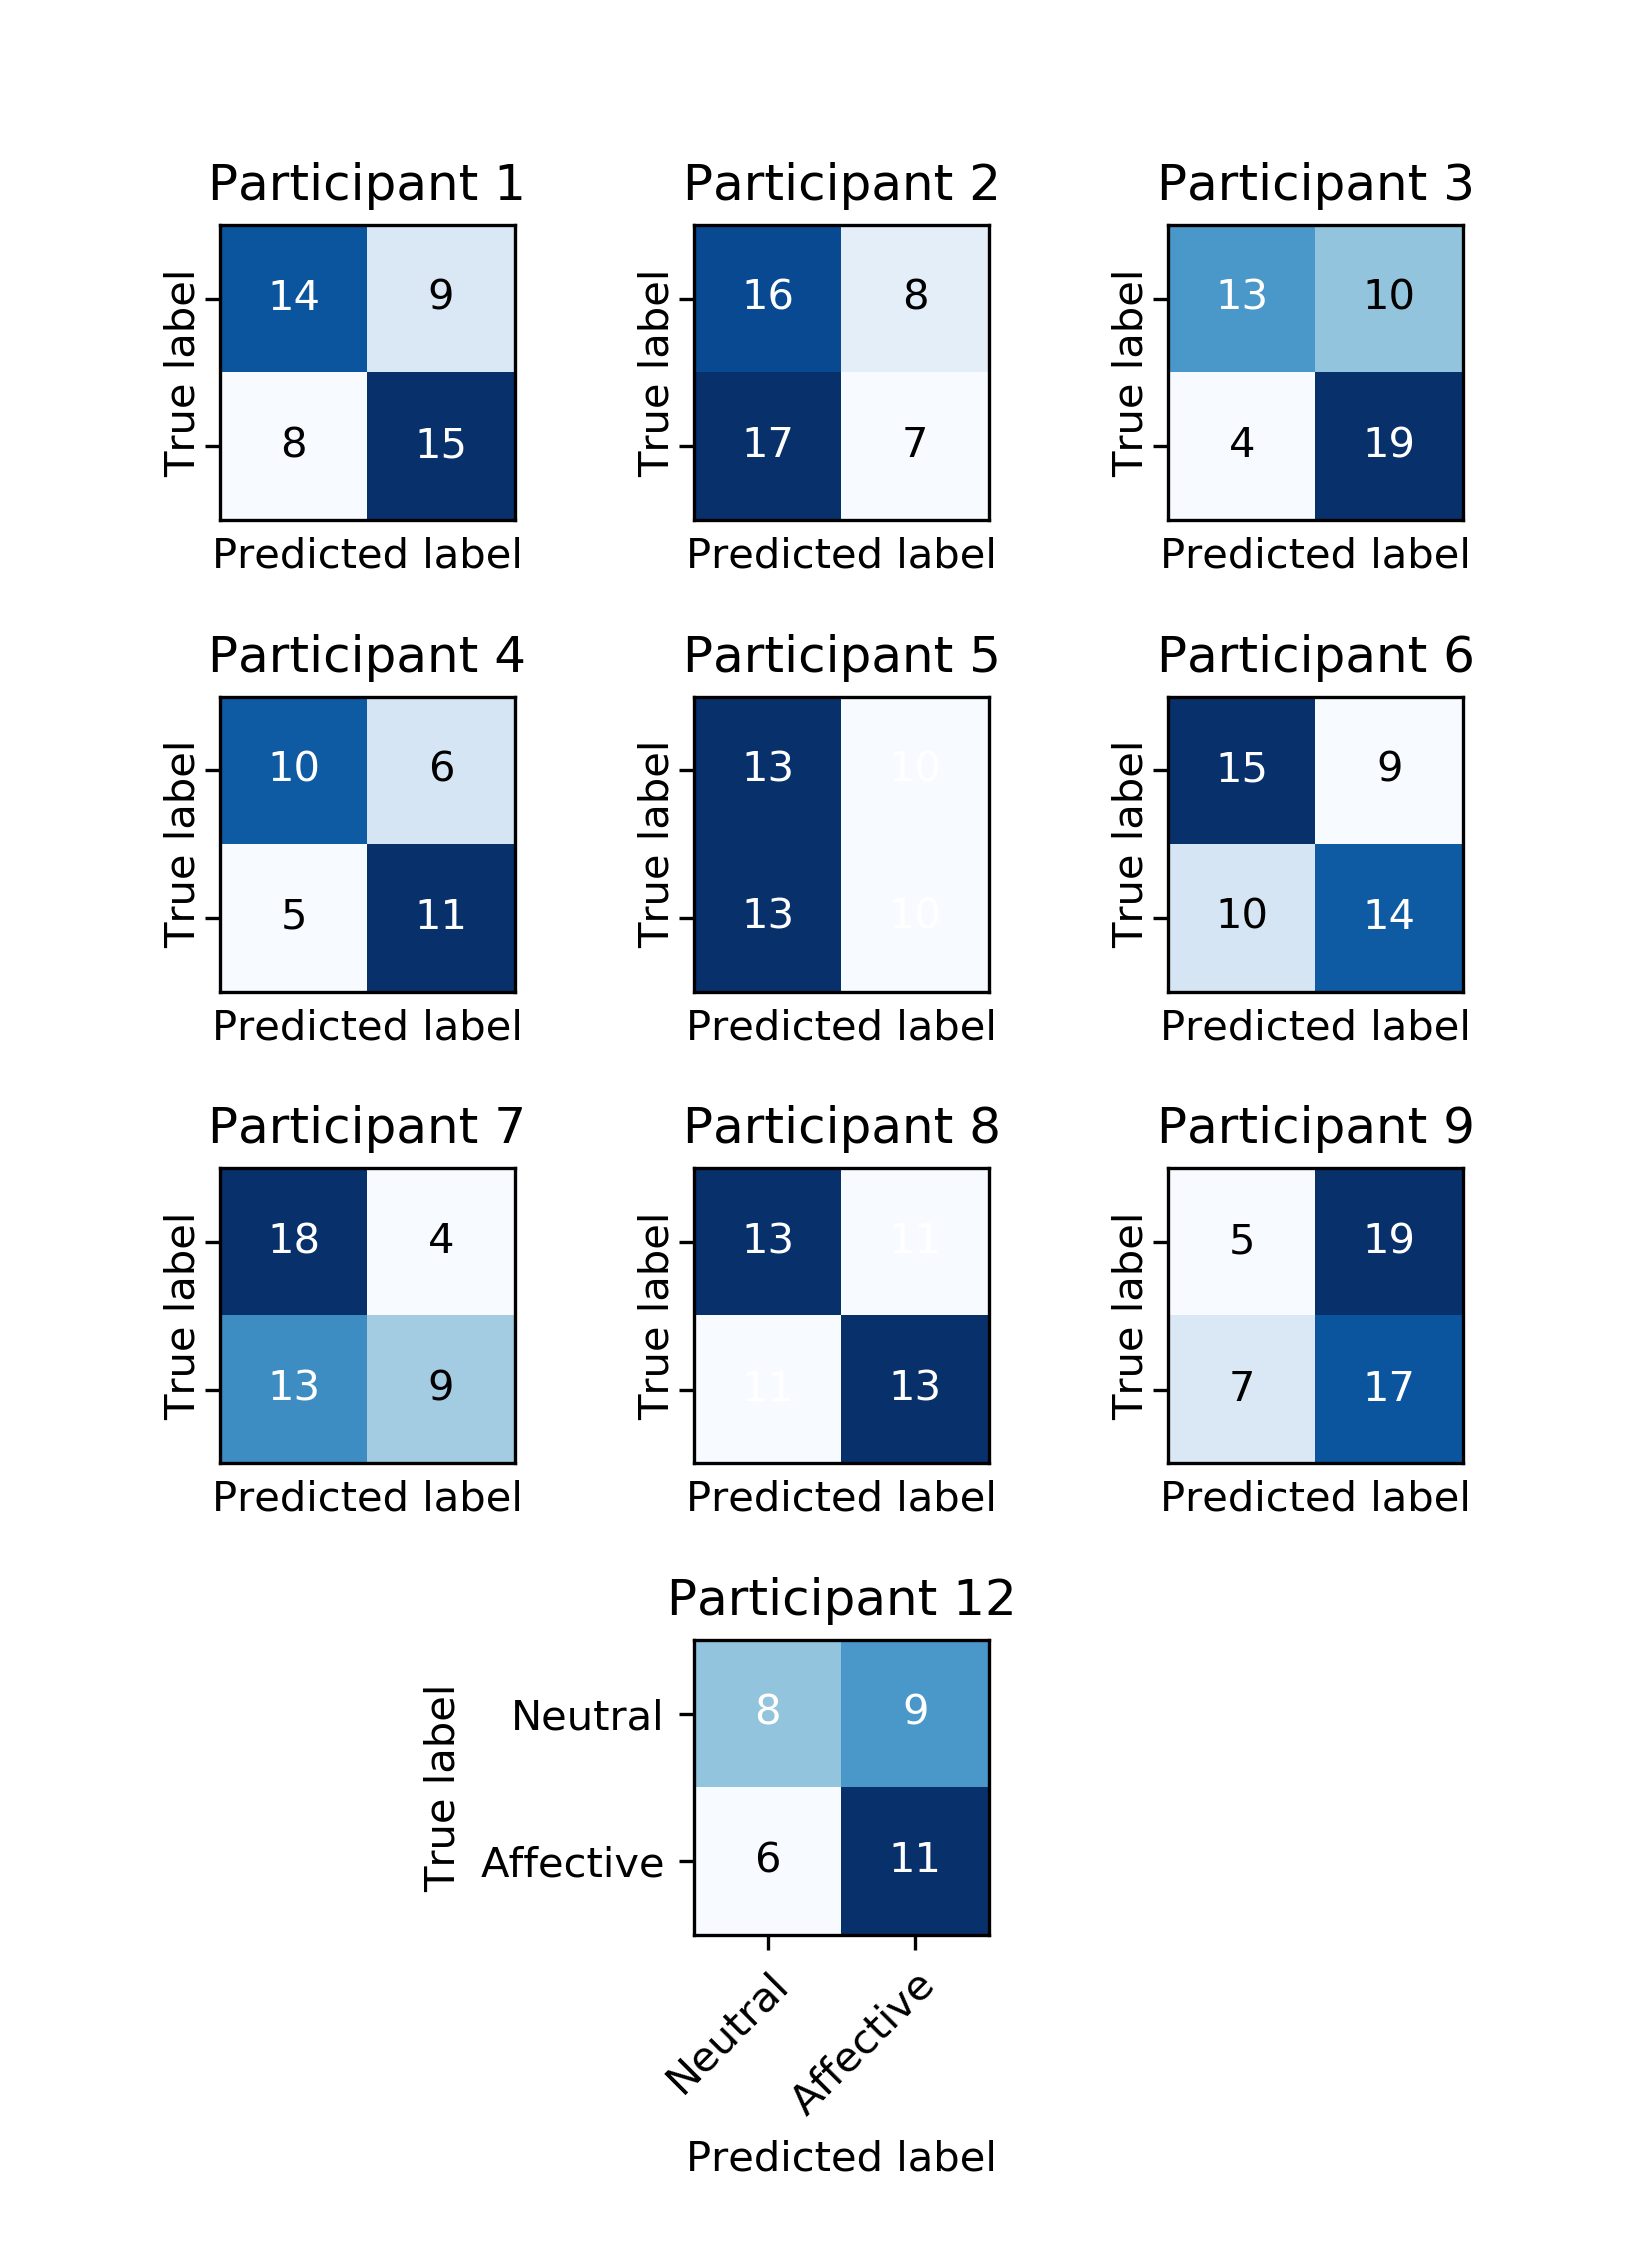 Participant 1
True label
14 9
8 15
Predicted label
Participant 2
True label
16 8
17 7
Predicted label
Participant 3
True label
13 10
4 19
Predicted label
Participant 4
True label
10 6
5 11
Predicted label
Participant 5
True label
13 10
13 10
Predicted label
Participant 6
True label
15 9
10 14
Predicted label
Participant 7
True label
18 4
13 9
Predicted label
Participant 8
True label
13 11
11 13
Predicted label
Participant 9
True label
5 19
7 17
Predicted label
Participant 12
True label
Neutral 8 9
Affective 6 11
Neutral Affective
Predicted label